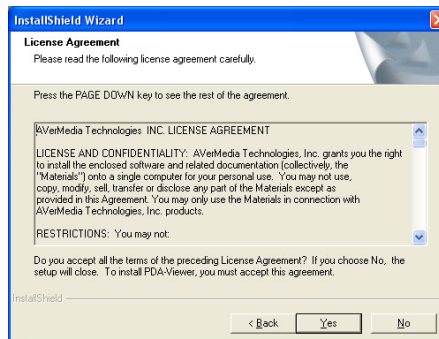 InstallShield Wizard
License Agreement
Please read the following license agreement carefully.
Press the PAGE DOWN key to see the rest of the agreement.
AVerMedia Technologies INC. LICENSE AGREEMENT
LICENSE AND CONFIDENTIALITY: AVerMedia Technologies, Inc. grants you the right
to install the enclosed software and related documentation (collectively, the
"Materials") onto a single computer for your personal use. You may not use,
copy, modify, sell, transfer or disclose any part of the Materials except as
provided in this Agreement. You may only use the Materials in connection with
AVerMedia Technologies, Inc. products.
RESTRICTIONS: You may not:
Do you accept all the terms of the preceding License Agreement? If you choose No, the
setup will close. To install PDA-Viewer, you must accept this agreement.
InstallShield
< Back
Yes
No